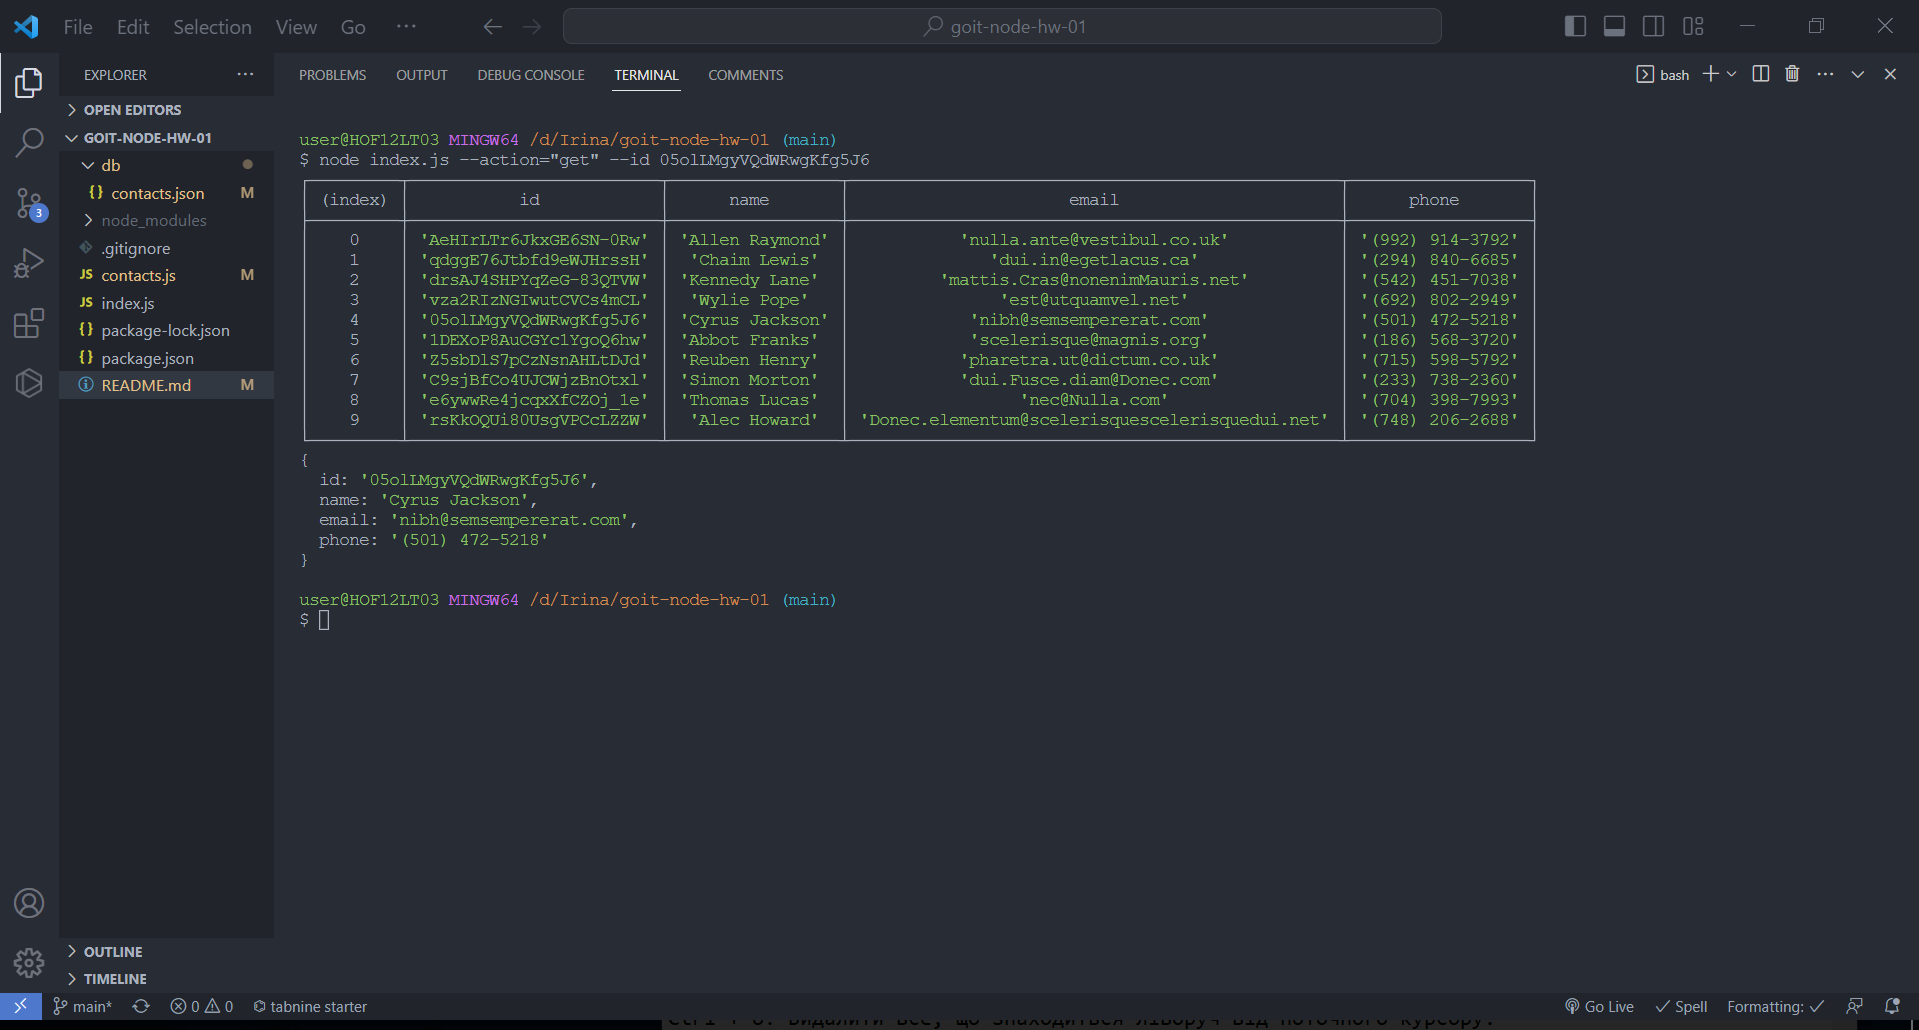 File Edit Selection View Go ··· goit-node-hw-01
EXPLORER ···
OPEN EDITORS
GOIT-NODE-HW-01
db
{} contacts.json M
node_modules
.gitignore
JS contacts.js M
JS index.js
{} package-lock.json
{} package.json
README.md M
OUTLINE
TIMELINE
3
PROBLEMS OUTPUT DEBUG CONSOLE TERMINAL COMMENTS bash
user@HOF12LT03 MINGW64 /d/Irina/goit-node-hw-01 (main)
$ node index.js --action="get" --id 05olLMgyVQdWRwgKfg5J6
(index) id name email phone
0 'AeHIrLTr6JkxGE6SN-0Rw' 'Allen Raymond' 'nulla.ante@vestibul.co.uk' '(992) 914-3792'
1 'qdggE76Jtbfd9eWJHrssH' 'Chaim Lewis' 'dui.in@egetlacus.ca' '(294) 840-6685'
2 'drsAJ4SHPYqZeG-83QTVW' 'Kennedy Lane' 'mattis.Cras@nonenimMauris.net' '(542) 451-7038'
3 'vza2RIzNGIwutCVCs4mCL' 'Wylie Pope' 'est@utquamvel.net' '(692) 802-2949'
4 '05olLMgyVQdWRwgKfg5J6' 'Cyrus Jackson' 'nibh@semsempererat.com' '(501) 472-5218'
5 '1DEXoP8AuCGYc1YgoQ6hw' 'Abbot Franks' 'scelerisque@magnis.org' '(186) 568-3720'
6 'Z5sbDlS7pCzNsnAHLtDJd' 'Reuben Henry' 'pharetra.ut@dictum.co.uk' '(715) 598-5792'
7 'C9sjBfCo4UJCWjzBnOtxl' 'Simon Morton' 'dui.Fusce.diam@Donec.com' '(233) 738-2360'
8 'e6ywwRe4jcqxXfCZOj_1e' 'Thomas Lucas' 'nec@Nulla.com' '(704) 398-7993'
9 'rsKkOQUi80UsgVPCcLZZW' 'Alec Howard' 'Donec.elementum@scelerisquescelerisquedui.net' '(748) 206-2688'
{
id: '05olLMgyVQdWRwgKfg5J6',
name: 'Cyrus Jackson',
email: 'nibh@semsempererat.com',
phone: '(501) 472-5218'
}
user@HOF12LT03 MINGW64 /d/Irina/goit-node-hw-01 (main)
$
main* 0 0 tabnine starter Go Live Spell Formatting: